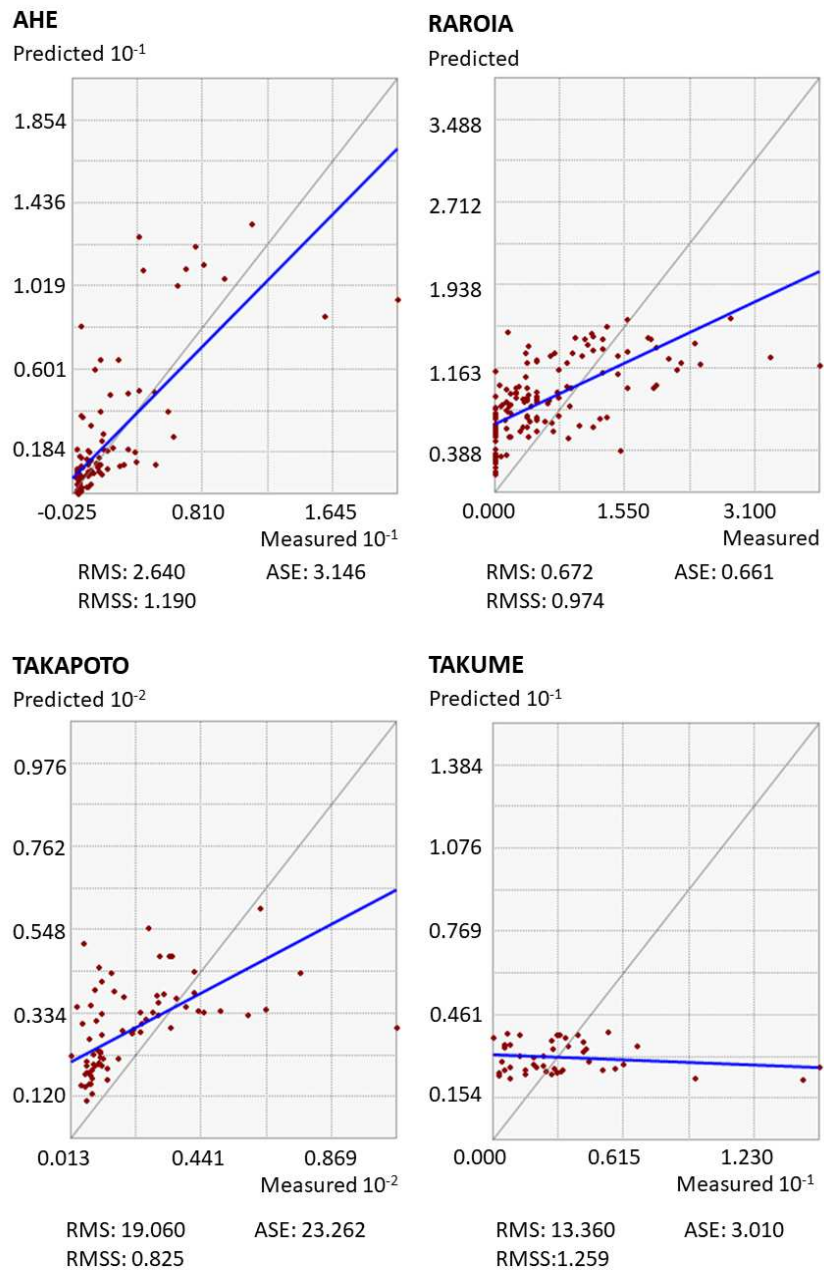 AHE
Predicted 10⁻¹
1.854
1.436
1.019
0.601
0.184
-0.025 0.810 1.645
Measured 10⁻¹
RMS: 2.640 ASE: 3.146
RMSS: 1.190
RAROIA
Predicted
3.488
2.712
1.938
1.163
0.388
0.000 1.550 3.100
Measured
RMS: 0.672 ASE: 0.661
RMSS: 0.974
TAKAPOTO
Predicted 10⁻²
0.976
0.762
0.548
0.334
0.120
0.013 0.441 0.869
Measured 10⁻²
RMS: 19.060 ASE: 23.262
RMSS: 0.825
TAKUME
Predicted 10⁻¹
1.384
1.076
0.769
0.461
0.154
0.000 0.615 1.230
Measured 10⁻¹
RMS: 13.360 ASE: 3.010
RMSS:1.259